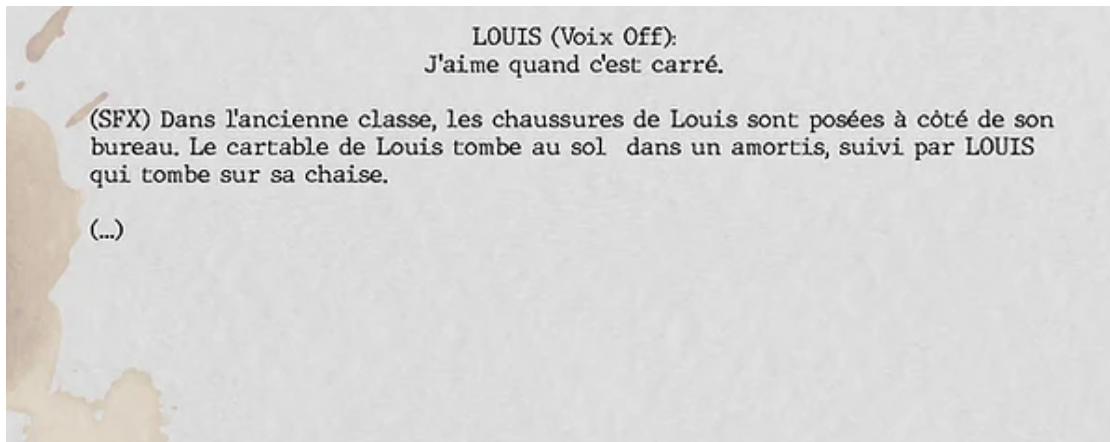 LOUIS (Voix Off):
J'aime quand c'est carré.
(SFX) Dans l'ancienne classe, les chaussures de Louis sont posées à côté de son
bureau. Le cartable de Louis tombe au sol  dans un amortis, suivi par LOUIS
qui tombe sur sa chaise.
(...)